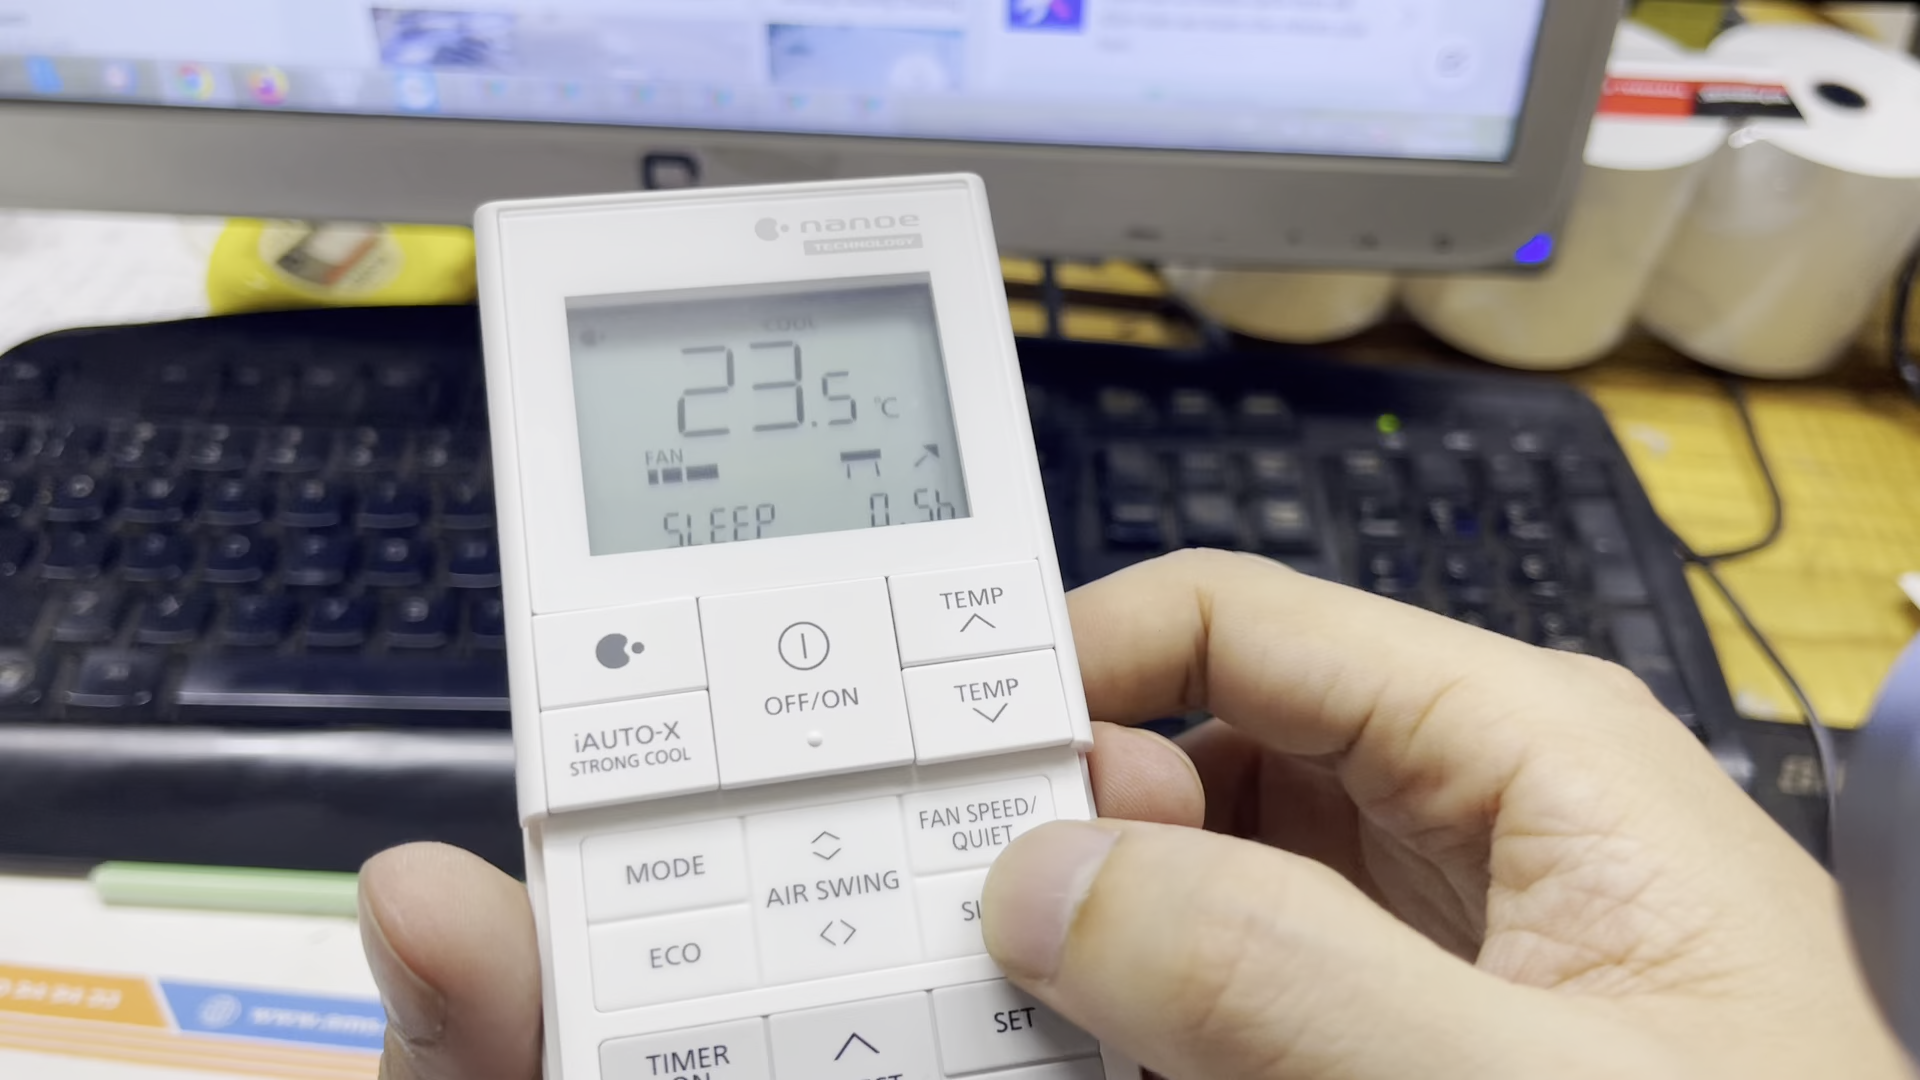 nanoe
TECHNOLOGY
COOL
23.5 °C
FAN
SLEEP 0.5h
TEMP
OFF/ON
TEMP
iAUTO-X
STRONG COOL
FAN SPEED/
QUIET
MODE
AIR SWING
ECO
SET
TIMER
ON